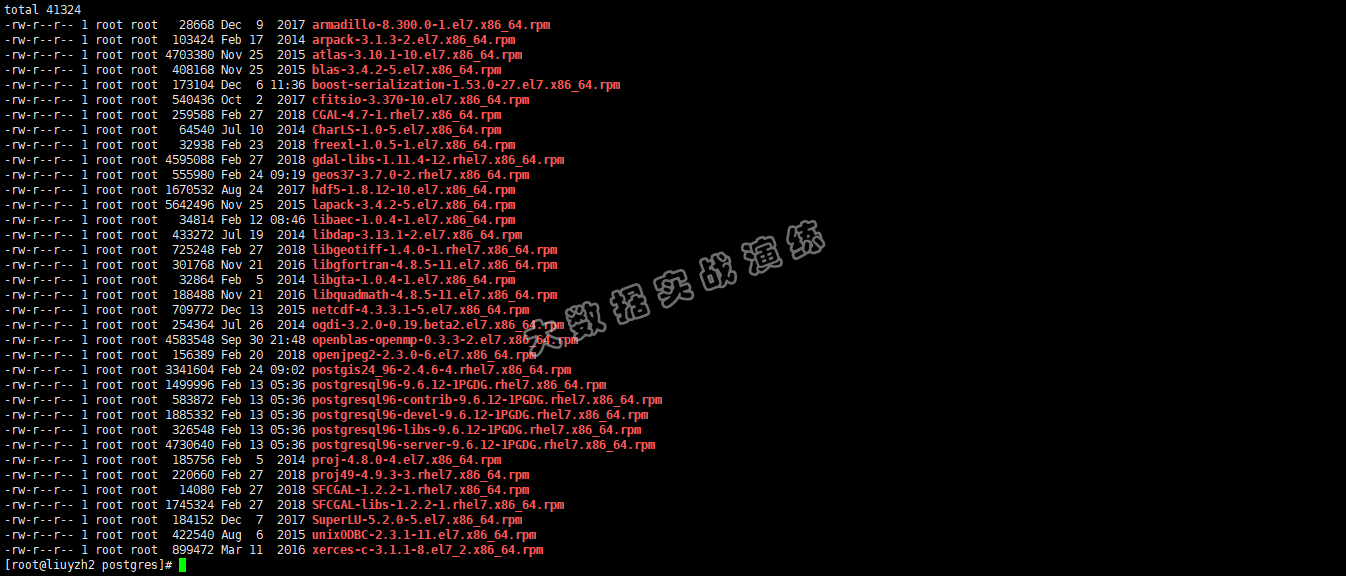 total 41324
-rw-r--r-- 1 root root   28668 Dec  9  2017 armadillo-8.300.0-1.el7.x86_64.rpm
-rw-r--r-- 1 root root  103424 Feb 17  2014 arpack-3.1.3-2.el7.x86_64.rpm
-rw-r--r-- 1 root root 4703380 Nov 25  2015 atlas-3.10.1-10.el7.x86_64.rpm
-rw-r--r-- 1 root root  408168 Nov 25  2015 blas-3.4.2-5.el7.x86_64.rpm
-rw-r--r-- 1 root root  173104 Dec  6 11:36 boost-serialization-1.53.0-27.el7.x86_64.rpm
-rw-r--r-- 1 root root  540436 Oct  2  2017 cfitsio-3.370-10.el7.x86_64.rpm
-rw-r--r-- 1 root root  259588 Feb 27  2018 CGAL-4.7-1.rhel7.x86_64.rpm
-rw-r--r-- 1 root root   64540 Jul 10  2014 CharLS-1.0-5.el7.x86_64.rpm
-rw-r--r-- 1 root root   32938 Feb 23  2018 freexl-1.0.5-1.el7.x86_64.rpm
-rw-r--r-- 1 root root 4595088 Feb 27  2018 gdal-libs-1.11.4-12.rhel7.x86_64.rpm
-rw-r--r-- 1 root root  555980 Feb 24 09:19 geos37-3.7.0-2.rhel7.x86_64.rpm
-rw-r--r-- 1 root root 1670532 Aug 24  2017 hdf5-1.8.12-10.el7.x86_64.rpm
-rw-r--r-- 1 root root 5642496 Nov 25  2015 lapack-3.4.2-5.el7.x86_64.rpm
-rw-r--r-- 1 root root   34814 Feb 12 08:46 libaec-1.0.4-1.el7.x86_64.rpm
-rw-r--r-- 1 root root  433272 Jul 19  2014 libdap-3.13.1-2.el7.x86_64.rpm
-rw-r--r-- 1 root root  725248 Feb 27  2018 libgeotiff-1.4.0-1.rhel7.x86_64.rpm
-rw-r--r-- 1 root root  301768 Nov 21  2016 libgfortran-4.8.5-11.el7.x86_64.rpm
-rw-r--r-- 1 root root   32864 Feb  5  2014 libgta-1.0.4-1.el7.x86_64.rpm
-rw-r--r-- 1 root root  188488 Nov 21  2016 libquadmath-4.8.5-11.el7.x86_64.rpm
-rw-r--r-- 1 root root  709772 Dec 13  2015 netcdf-4.3.3.1-5.el7.x86_64.rpm
-rw-r--r-- 1 root root  254364 Jul 26  2014 ogdi-3.2.0-0.19.beta2.el7.x86_64.rpm
-rw-r--r-- 1 root root 4583548 Sep 30 21:48 openblas-openmp-0.3.3-2.el7.x86_64.rpm
-rw-r--r-- 1 root root  156389 Feb 20  2018 openjpeg2-2.3.0-6.el7.x86_64.rpm
-rw-r--r-- 1 root root 3341604 Feb 24 09:02 postgis24_96-2.4.6-4.rhel7.x86_64.rpm
-rw-r--r-- 1 root root 1499996 Feb 13 05:36 postgresql96-9.6.12-1PGDG.rhel7.x86_64.rpm
-rw-r--r-- 1 root root  583872 Feb 13 05:36 postgresql96-contrib-9.6.12-1PGDG.rhel7.x86_64.rpm
-rw-r--r-- 1 root root 1885332 Feb 13 05:36 postgresql96-devel-9.6.12-1PGDG.rhel7.x86_64.rpm
-rw-r--r-- 1 root root  326548 Feb 13 05:36 postgresql96-libs-9.6.12-1PGDG.rhel7.x86_64.rpm
-rw-r--r-- 1 root root 4730640 Feb 13 05:36 postgresql96-server-9.6.12-1PGDG.rhel7.x86_64.rpm
-rw-r--r-- 1 root root  185756 Feb  5  2014 proj-4.8.0-4.el7.x86_64.rpm
-rw-r--r-- 1 root root  220660 Feb 27  2018 proj49-4.9.3-3.rhel7.x86_64.rpm
-rw-r--r-- 1 root root   14080 Feb 27  2018 SFCGAL-1.2.2-1.rhel7.x86_64.rpm
-rw-r--r-- 1 root root 1745324 Feb 27  2018 SFCGAL-libs-1.2.2-1.rhel7.x86_64.rpm
-rw-r--r-- 1 root root  184152 Dec  7  2017 SuperLU-5.2.0-5.el7.x86_64.rpm
-rw-r--r-- 1 root root  422540 Aug  6  2015 unixODBC-2.3.1-11.el7.x86_64.rpm
-rw-r--r-- 1 root root  899472 Mar 11  2016 xerces-c-3.1.1-8.el7_2.x86_64.rpm
[root@liuyzh2 postgres]#
大数据实战演练